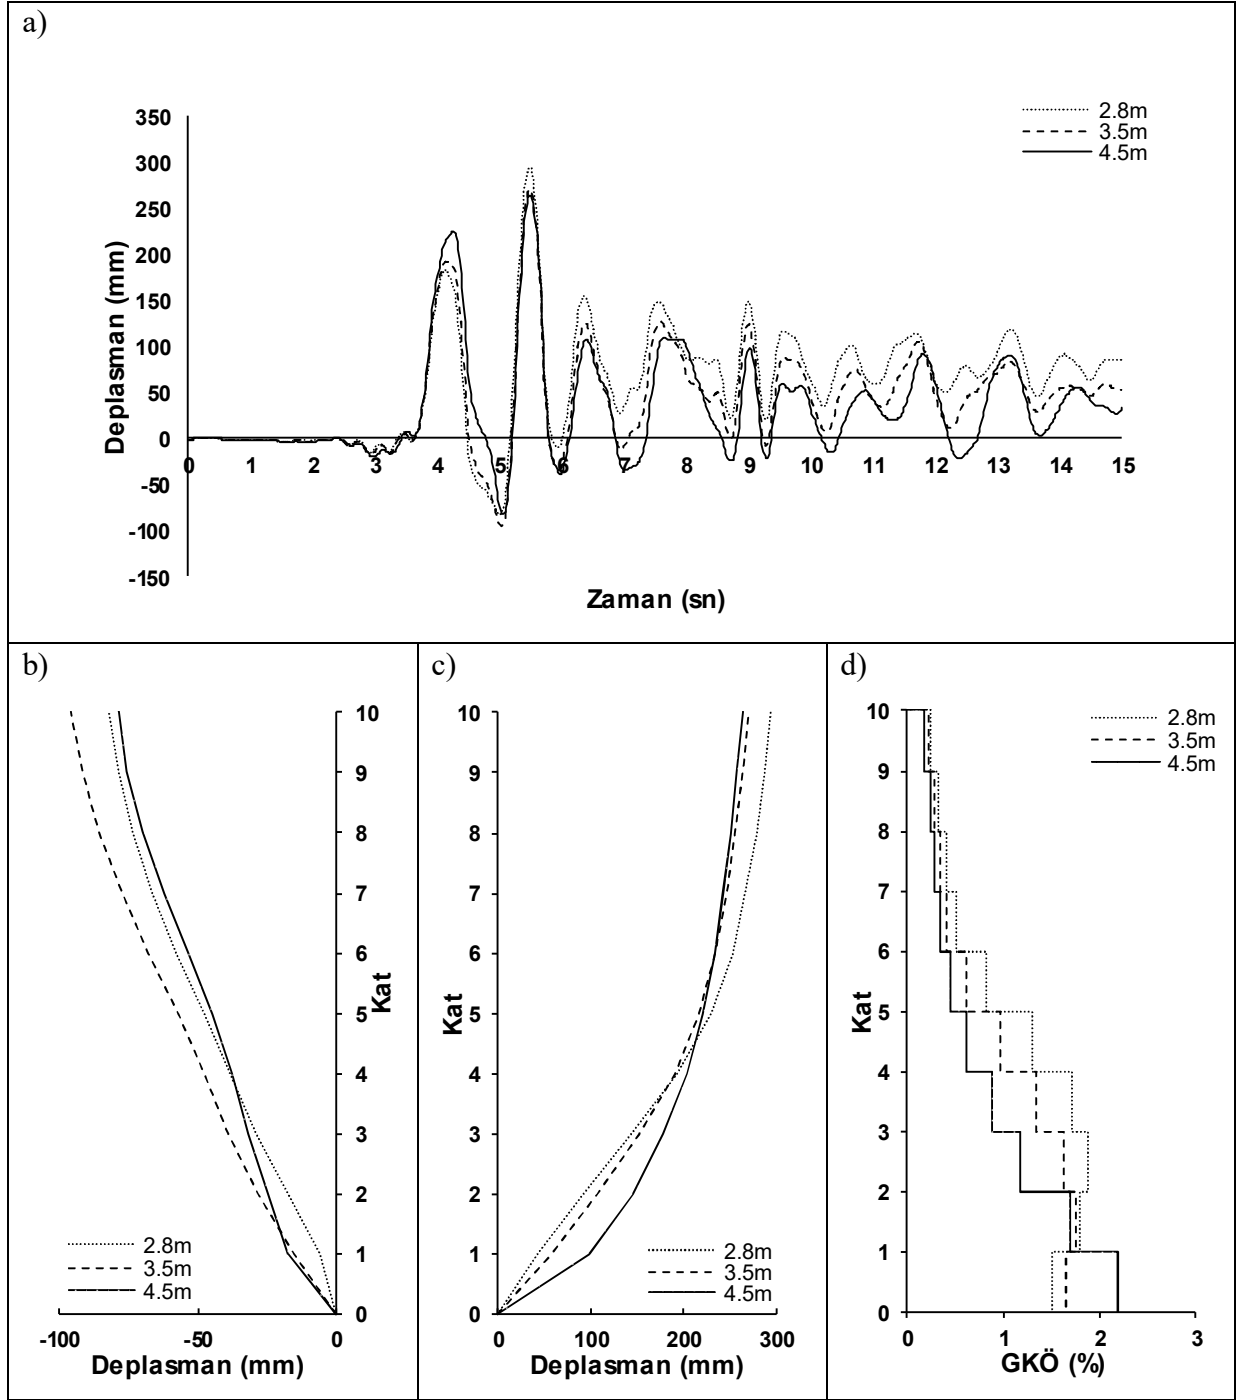 a)
2.8m
3.5m
4.5m
350
300
250
200
150
100
50
0
-50
-100
-150
Deplasman (mm)
0 1 2 3 4 5 6 7 8 9 10 11 12 13 14 15
Zaman (sn)
b)
10
9
8
7
6
5
4
3
2
1
0
Kat
2.8m
3.5m
4.5m
-100 -50 0
Deplasman (mm)
c)
10
9
8
7
6
5
4
3
2
1
0
Kat
2.8m
3.5m
4.5m
0 100 200 300
Deplasman (mm)
d)
2.8m
3.5m
4.5m
10
9
8
7
6
5
4
3
2
1
0
Kat
0 1 2 3
GKÖ (%)